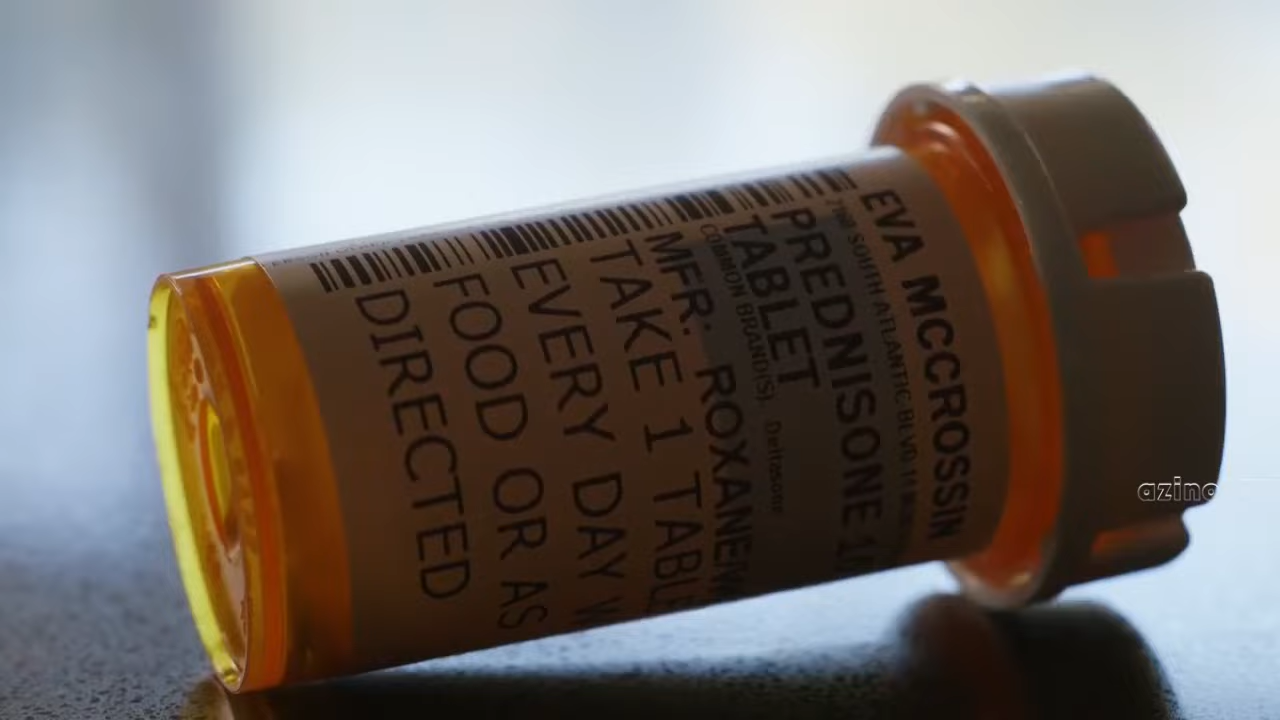 EVA MCCROSSIN
SOUTH ATLANTIC BLVD
PREDNISONE
TABLET
COMMON BRAND(S): Deltasone
MFR: ROXANE
TAKE 1
EVERY DAY
FOOD OR AS
DIRECTED
azino